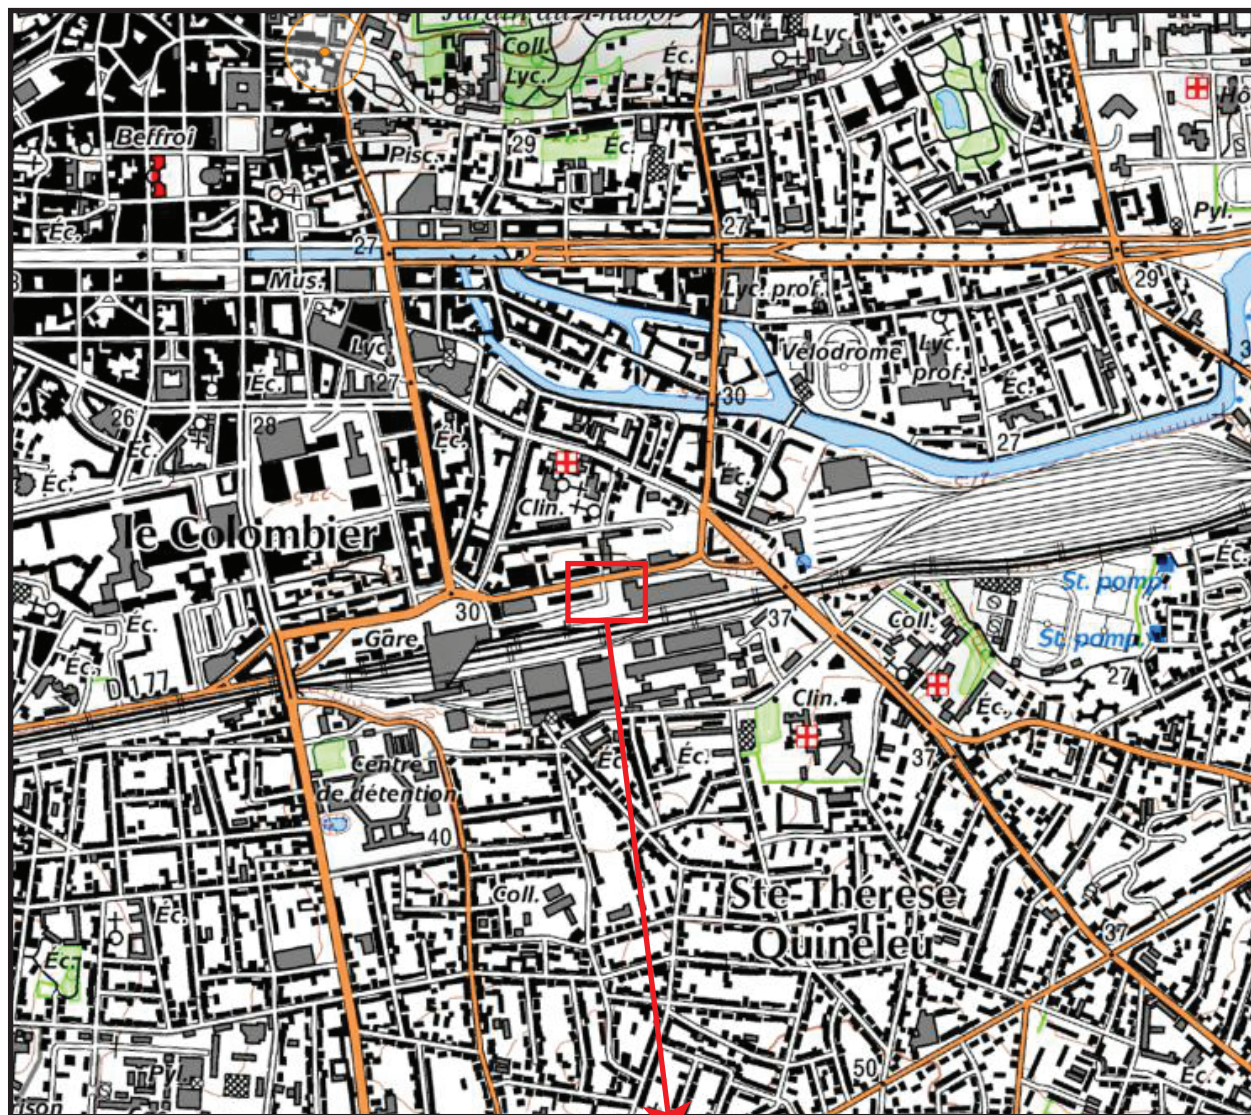 Jardin du Thabor
Coll.
Lyc.
Éc.
Lyc.
Beffroi
29
Éc.
Pisc.
Pyl.
Éc.
27
27
29
Mus.
Lyc. prof.
Lyc.
Vélodrome
Lyc.
prof.
Éc.
27
Éc.
30
26
28
Éc.
Éc.
27
Éc.
Éc.
Clin.
27,5
le Colombier
St. pomp.
Éc.
30
37
Coll.
St. pomp.
Éc.
Gare
Éc.
D 177
27
Clin.
Éc.
Éc.
Éc.
37
Centre
de détention
40
Coll.
Ste-Thérèse
Quineleu
Éc.
37
Éc.
50
Pyl.
Éc.